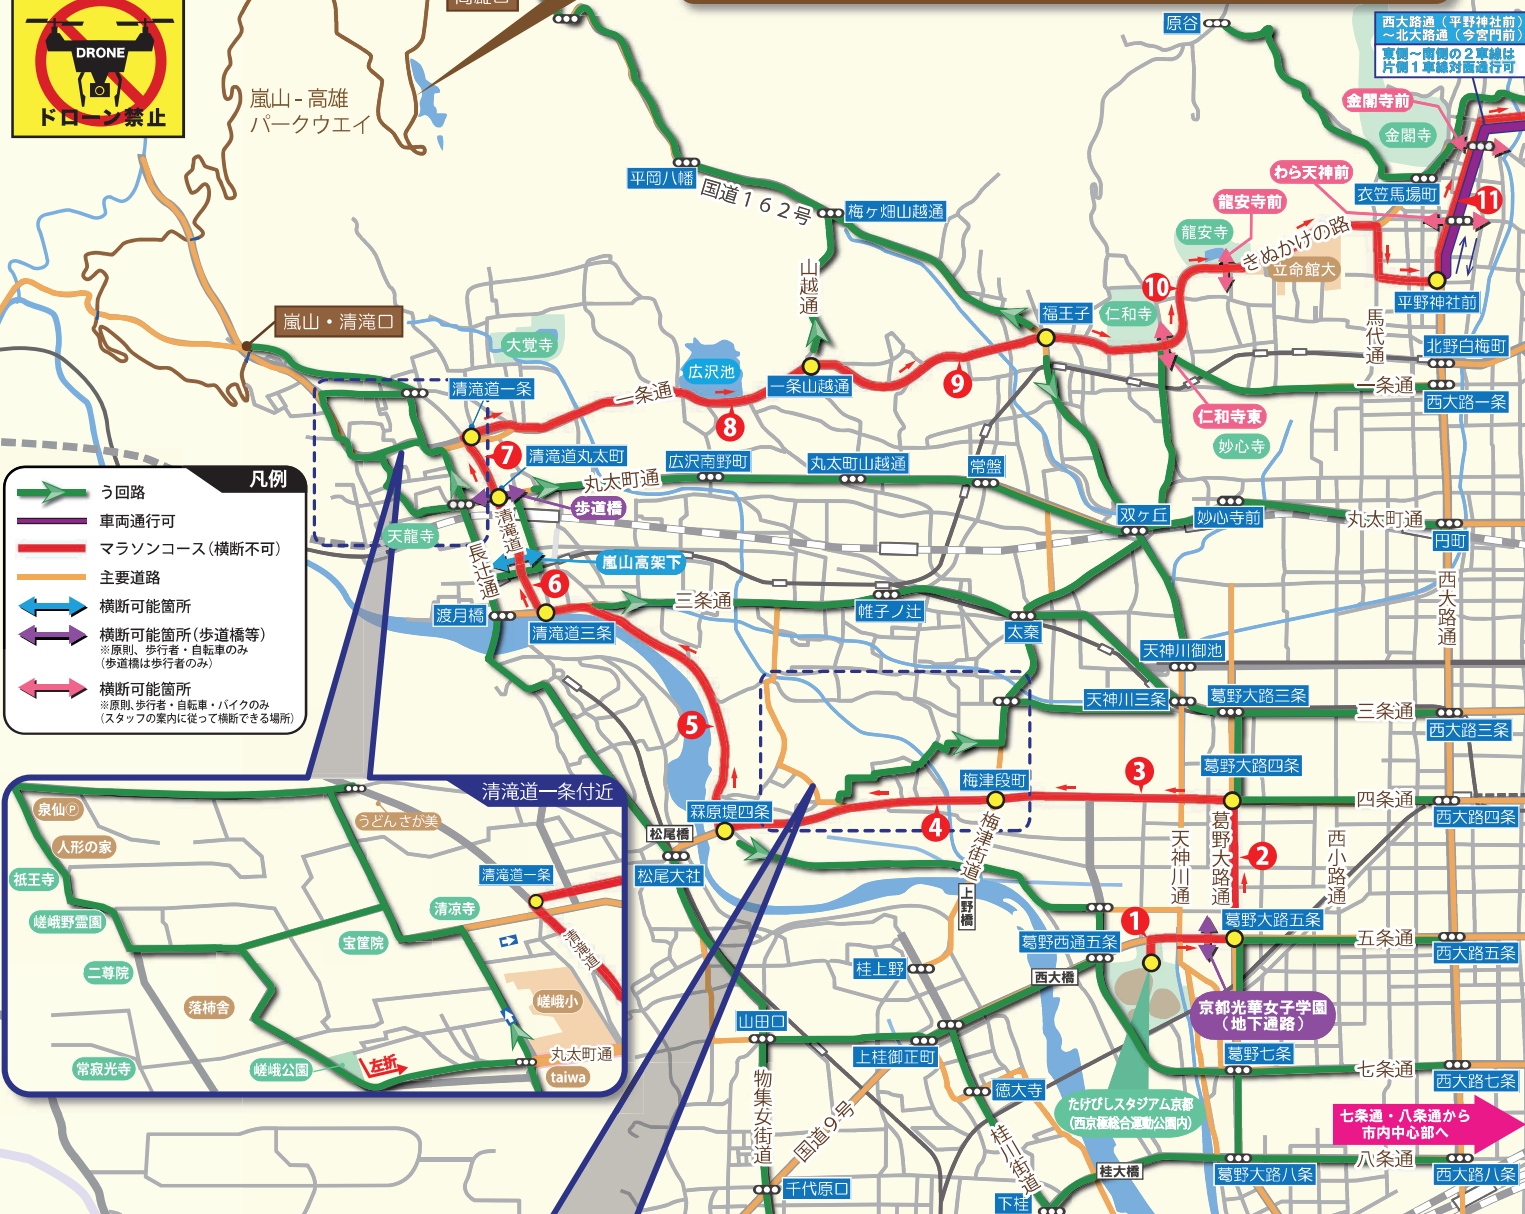 DRONE
ドローン禁止
高雄口
嵐山-高雄
パークウエイ
原谷
西大路通(平野神社前)
～北大路通(今宮門前)
東側～南側の2車線は
片側1車線対面通行可
金閣寺前
金閣寺
わら天神前
衣笠馬場町
11
龍安寺前
龍安寺
きぬかけの路
立命館大
平野神社前
平岡八幡
国道162号
梅ヶ畑山越通
山越通
10
仁和寺
福王子
馬代通
北野白梅町
一条通
西大路一条
嵐山・清滝口
大覚寺
広沢池
一条山越通
9
清滝道一条
一条通
8
仁和寺東
妙心寺
7
清滝道丸太町
広沢南野町
丸太町山越通
常盤
丸太町通
歩道橋
双ヶ丘
妙心寺前
丸太町通
円町
天龍寺
清滝道
長辻通
嵐山高架下
6
西大路通
渡月橋
清滝道三条
三条通
帷子ノ辻
太秦
天神川御池
天神川三条
葛野大路三条
三条通
西大路三条
5
葛野大路四条
3
梅津段町
四条通
西大路四条
罧原堤四条
4
松尾橋
松尾大社
梅津街道
天神川通
葛野大路通
2
西小路通
上野橋
1
葛野大路五条
五条通
西大路五条
葛野西通五条
桂上野
西大橋
京都光華女子学園
(地下通路)
山田口
上桂御正町
葛野七条
七条通
西大路七条
物集女街道
徳大寺
たけびしスタジアム京都
(西京極総合運動公園内)
国道9号
七条通・八条通から
市内中心部へ
桂川街道
桂大橋
八条通
千代原口
下桂
葛野大路八条
西大路八条
凡例
う回路
車両通行可
マラソンコース(横断不可)
主要道路
横断可能箇所
横断可能箇所(歩道橋等)
※原則、歩行者・自転車のみ
(歩道橋は歩行者のみ)
横断可能箇所
※原則、歩行者・自転車・バイクのみ
(スタッフの案内に従って横断できる場所)
清滝道一条付近
泉仙Ⓟ
うどんさが美
人形の家
祇王寺
清滝道一条
嵯峨野霊園
清凉寺
宝筐院
清滝道
二尊院
落柿舎
嵯峨小
常寂光寺
嵯峨公園
左折
丸太町通
taiwa